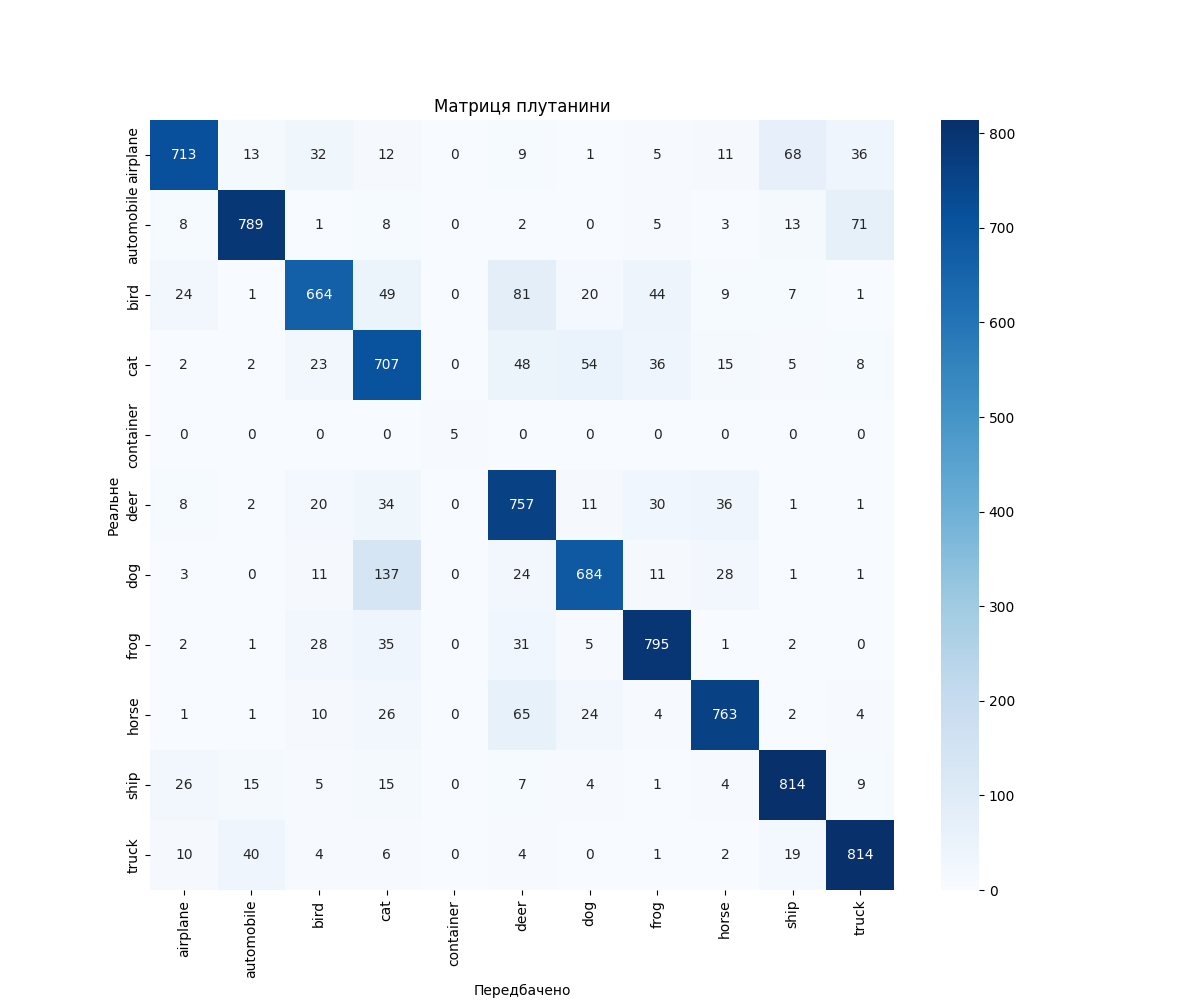 Матриця плутанини
Реальне
airplane 713 13 32 12 0 9 1 5 11 68 36
automobile 8 789 1 8 0 2 0 5 3 13 71
bird 24 1 664 49 0 81 20 44 9 7 1
cat 2 2 23 707 0 48 54 36 15 5 8
container 0 0 0 0 5 0 0 0 0 0 0
deer 8 2 20 34 0 757 11 30 36 1 1
dog 3 0 11 137 0 24 684 11 28 1 1
frog 2 1 28 35 0 31 5 795 1 2 0
horse 1 1 10 26 0 65 24 4 763 2 4
ship 26 15 5 15 0 7 4 1 4 814 9
truck 10 40 4 6 0 4 0 1 2 19 814
airplane automobile bird cat container deer dog frog horse ship truck
Передбачено
800
700
600
500
400
300
200
100
0